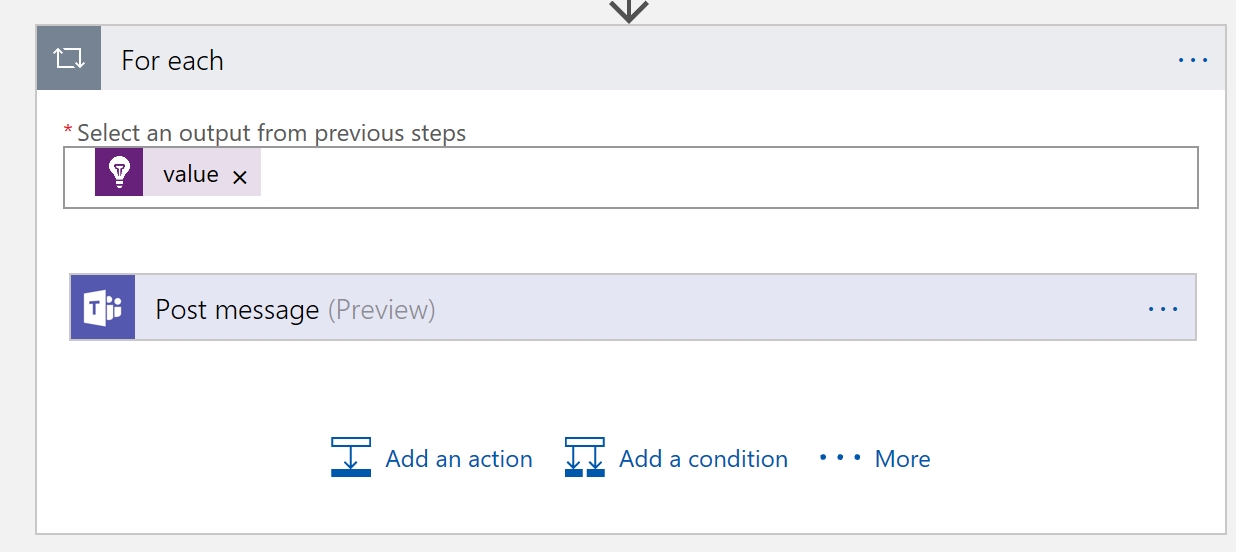 For each
* Select an output from previous steps
value ×
T Post message (Preview)
Add an action Add a condition ••• More